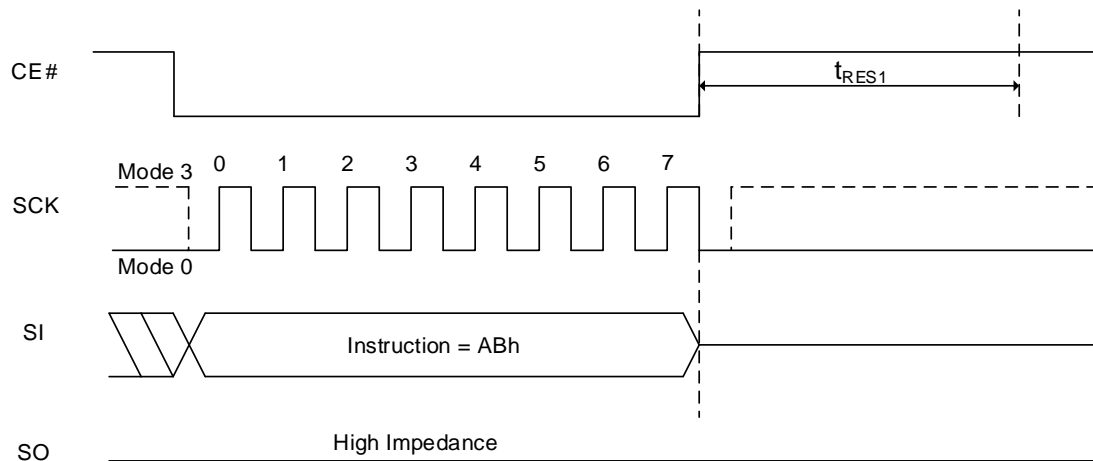 CE#
tRES1
Mode 3
0 1 2 3 4 5 6 7
SCK
Mode 0
SI
Instruction = ABh
High Impedance
SO